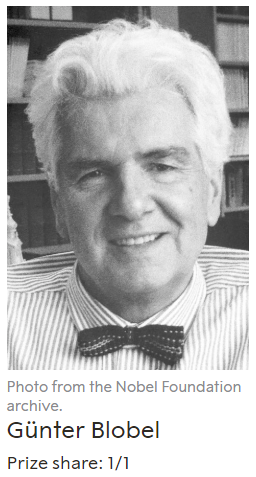 Photo from the Nobel Foundation
archive.
Günter Blobel
Prize share: 1/1